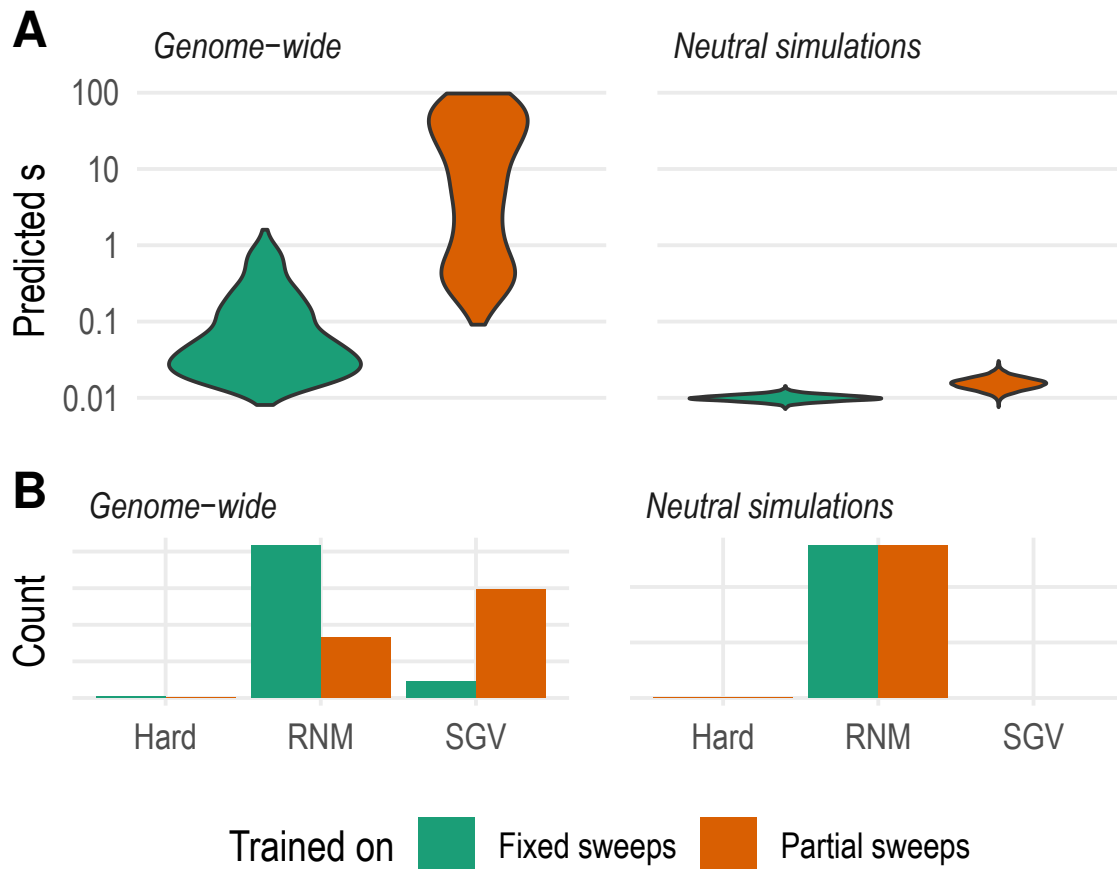 A
Genome−wide
Neutral simulations
Predicted s
100
10
1
0.1
0.01
B
Genome−wide
Neutral simulations
Count
Hard
RNM
SGV
Hard
RNM
SGV
Trained on
Fixed sweeps
Partial sweeps